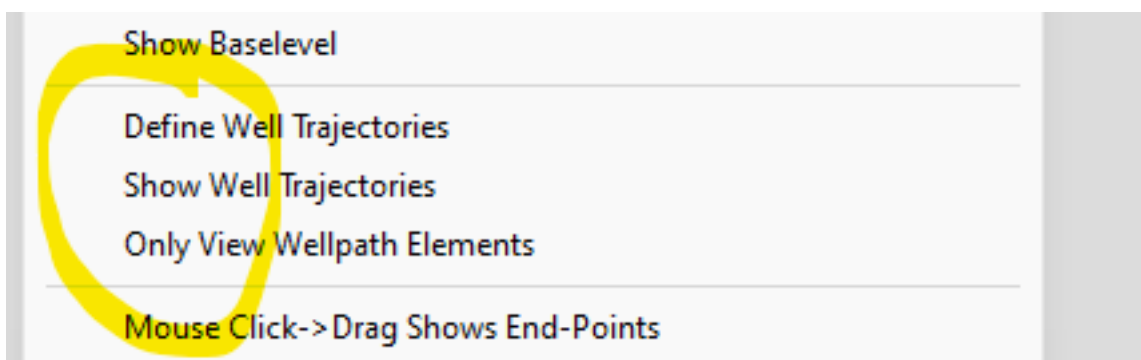 Show Baselevel
Define Well Trajectories
Show Well Trajectories
Only View Wellpath Elements
Mouse Click->Drag Shows End-Points